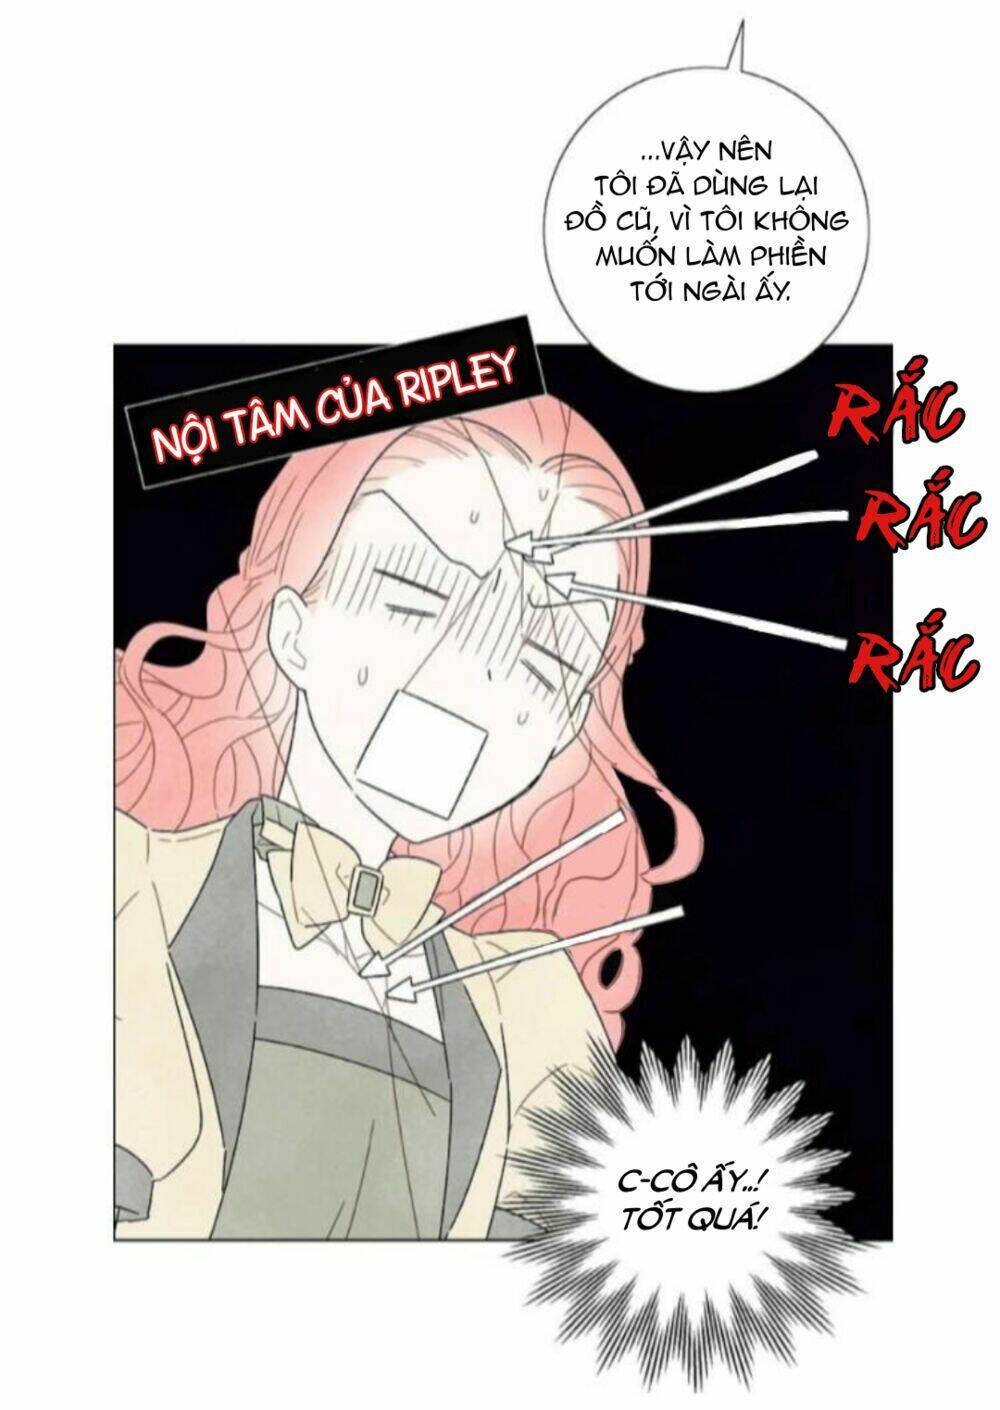 ...VẬY NÊN
TÔI ĐÃ DÙNG LẠI
ĐỒ CŨ, VÌ TÔI KHÔNG
MUỐN LÀM PHIỀN
TỚI NGÀI ẤY.
NỘI TÂM CỦA RIPLEY
RẮC
RẮC
RẮC
C-CÔ ẤY...!
TỐT QUÁ!